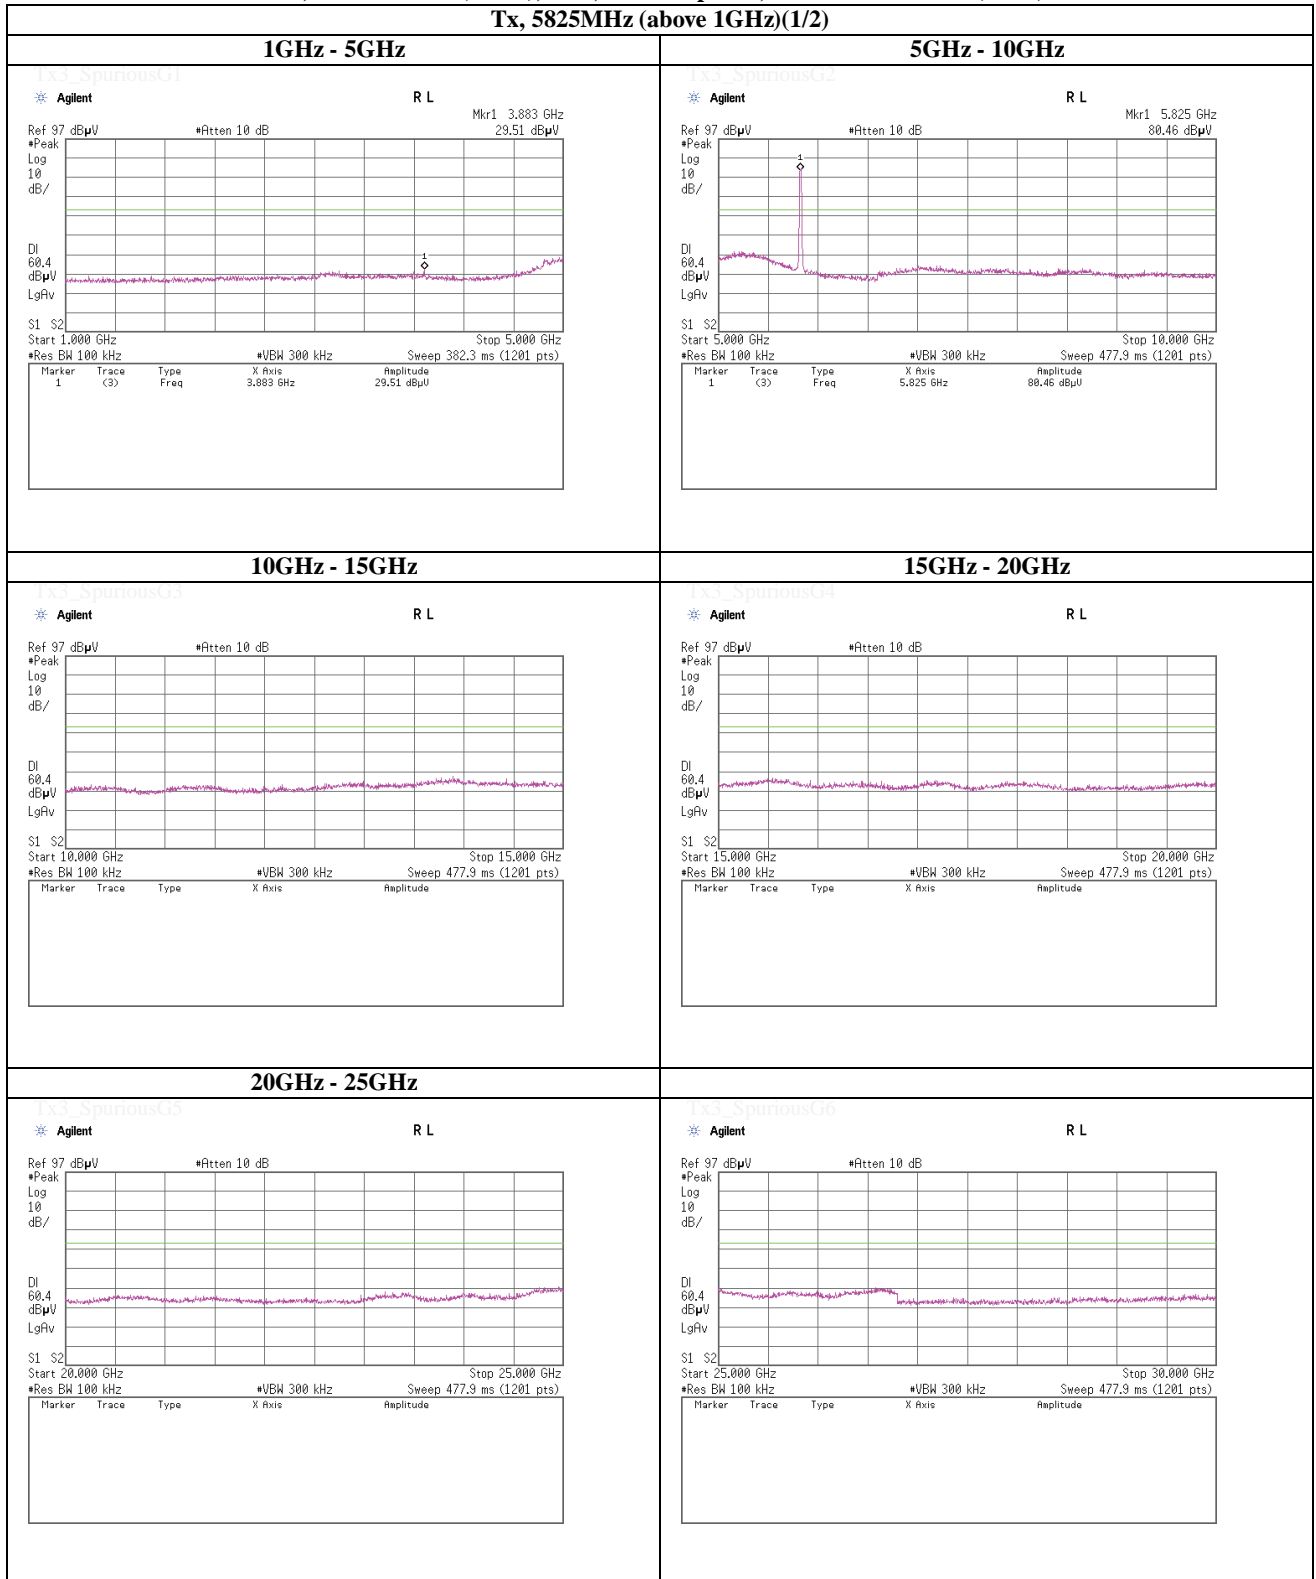 Tx, 5825MHz (above 1GHz)(1/2)
1GHz - 5GHz
5GHz - 10GHz
Tx3_SpuriousG1
Agilent
R L
Mkr1 3.883 GHz
Ref 97 dBµV
#Atten 10 dB
29.51 dBµV
#Peak
Log
10
dB/
1
DI
60.4
dBµV
LgAv
S1 S2
Start 1.000 GHz
Stop 5.000 GHz
#Res BW 100 kHz
#VBW 300 kHz
Sweep 382.3 ms (1201 pts)
Marker Trace Type X Axis Amplitude
1 (3) Freq 3.883 GHz 29.51 dBµV
Tx3_SpuriousG2
Agilent
R L
Mkr1 5.825 GHz
Ref 97 dBµV
#Atten 10 dB
80.46 dBµV
#Peak
Log
10
dB/
1
DI
60.4
dBµV
LgAv
S1 S2
Start 5.000 GHz
Stop 10.000 GHz
#Res BW 100 kHz
#VBW 300 kHz
Sweep 477.9 ms (1201 pts)
Marker Trace Type X Axis Amplitude
1 (3) Freq 5.825 GHz 80.46 dBµV
10GHz - 15GHz
15GHz - 20GHz
Tx3_SpuriousG3
Agilent
R L
Ref 97 dBµV
#Atten 10 dB
#Peak
Log
10
dB/
DI
60.4
dBµV
LgAv
S1 S2
Start 10.000 GHz
Stop 15.000 GHz
#Res BW 100 kHz
#VBW 300 kHz
Sweep 477.9 ms (1201 pts)
Marker Trace Type X Axis Amplitude
Tx3_SpuriousG4
Agilent
R L
Ref 97 dBµV
#Atten 10 dB
#Peak
Log
10
dB/
DI
60.4
dBµV
LgAv
S1 S2
Start 15.000 GHz
Stop 20.000 GHz
#Res BW 100 kHz
#VBW 300 kHz
Sweep 477.9 ms (1201 pts)
Marker Trace Type X Axis Amplitude
20GHz - 25GHz
Tx3_SpuriousG5
Agilent
R L
Ref 97 dBµV
#Atten 10 dB
#Peak
Log
10
dB/
DI
60.4
dBµV
LgAv
S1 S2
Start 20.000 GHz
Stop 25.000 GHz
#Res BW 100 kHz
#VBW 300 kHz
Sweep 477.9 ms (1201 pts)
Marker Trace Type X Axis Amplitude
Tx3_SpuriousG6
Agilent
R L
Ref 97 dBµV
#Atten 10 dB
#Peak
Log
10
dB/
DI
60.4
dBµV
LgAv
S1 S2
Start 25.000 GHz
Stop 30.000 GHz
#Res BW 100 kHz
#VBW 300 kHz
Sweep 477.9 ms (1201 pts)
Marker Trace Type X Axis Amplitude